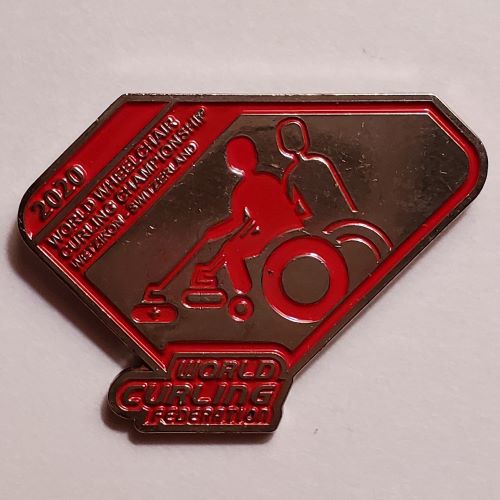 2020
WORLD WHEELCHAIR
CURLING CHAMPIONSHIP
WETZIKON, SWITZERLAND
WORLD
CURLING
FEDERATION